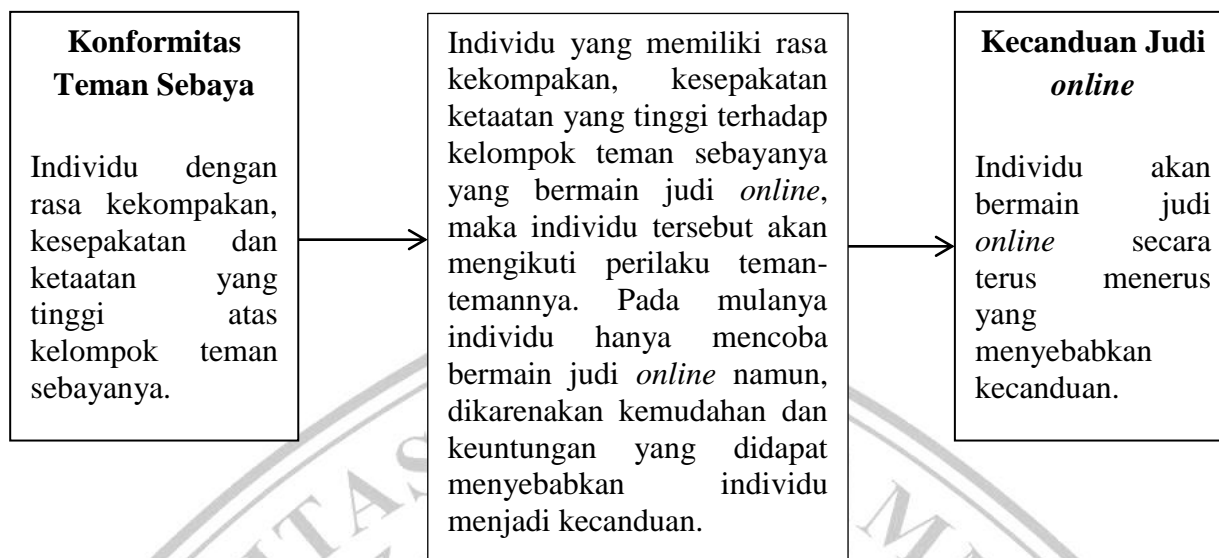 Konformitas
Teman Sebaya
Individu dengan
rasa kekompakan,
kesepakatan dan
ketaatan yang
tinggi atas
kelompok teman
sebayanya.
Individu yang memiliki rasa
kekompakan, kesepakatan
ketaatan yang tinggi terhadap
kelompok teman sebayanya
yang bermain judi online,
maka individu tersebut akan
mengikuti perilaku teman-
temannya. Pada mulanya
individu hanya mencoba
bermain judi online namun,
dikarenakan kemudahan dan
keuntungan yang didapat
menyebabkan individu
menjadi kecanduan.
Kecanduan Judi
online
Individu akan
bermain judi
online secara
terus menerus
yang
menyebabkan
kecanduan.